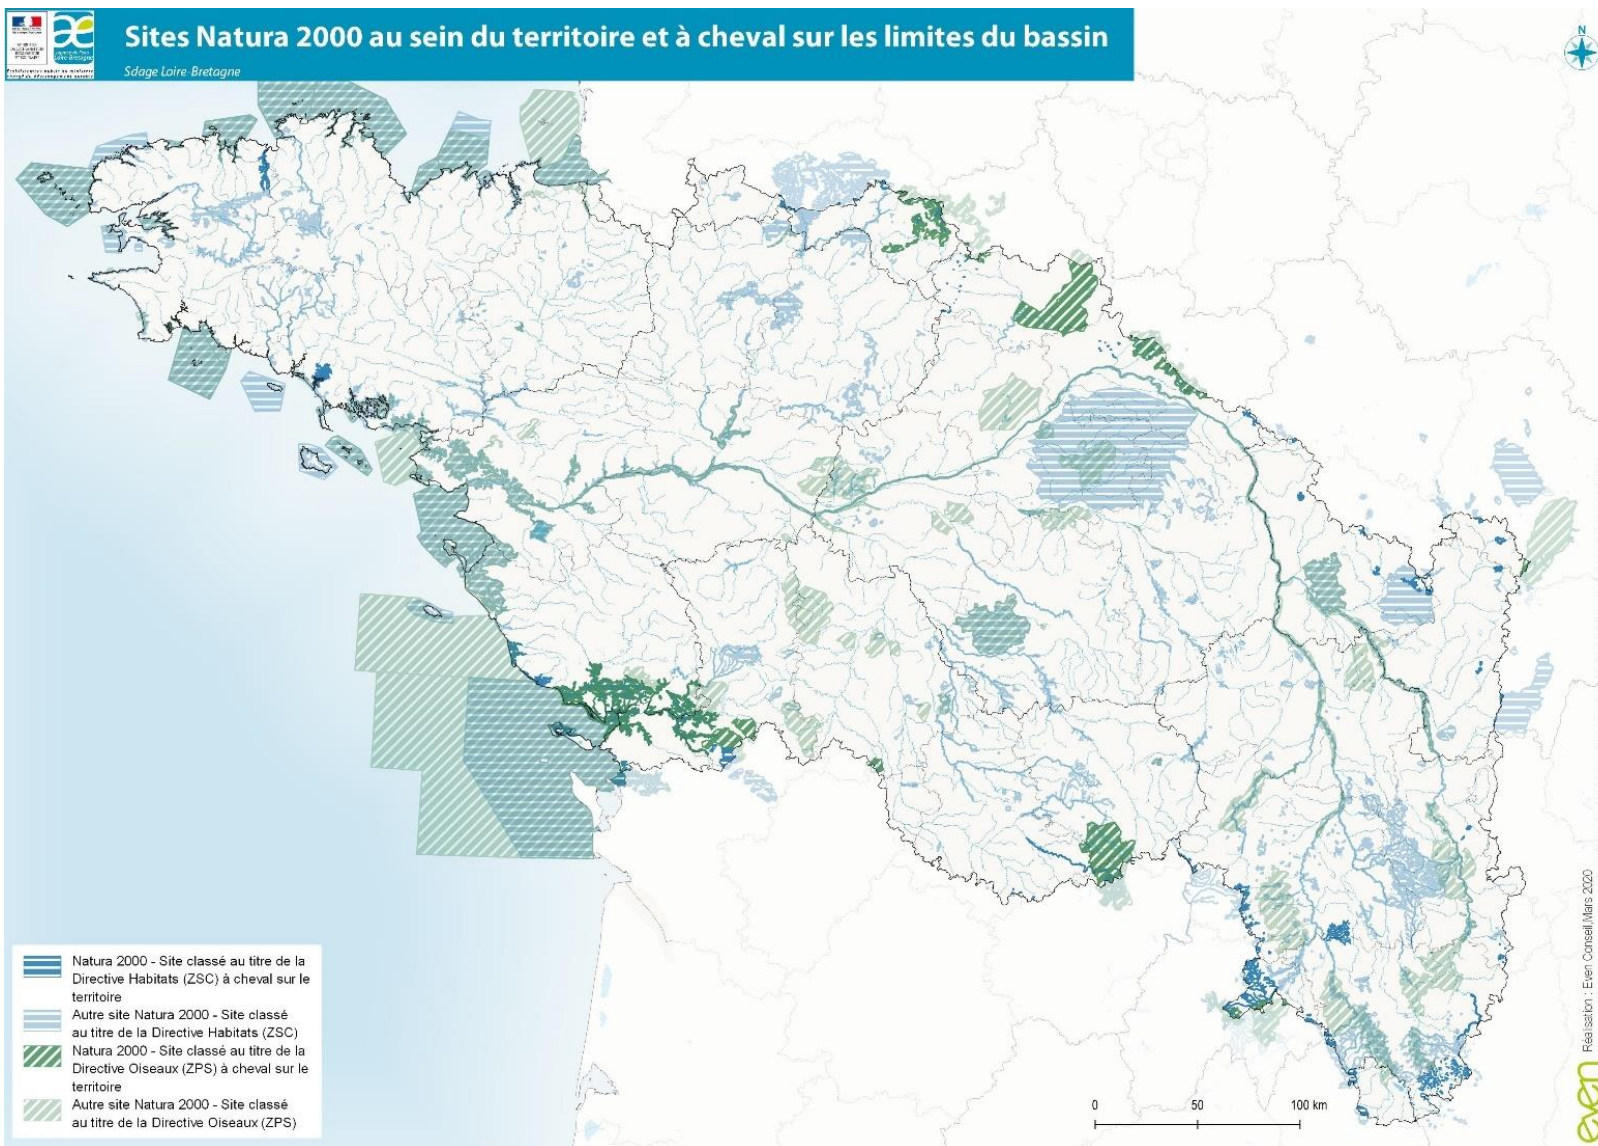 Sites Natura 2000 au sein du territoire et à cheval sur les limites du bassin
Sdage Loire-Bretagne
N
Natura 2000 - Site classé au titre de la
Directive Habitats (ZSC) à cheval sur le
territoire
Autre site Natura 2000 - Site classé
au titre de la Directive Habitats (ZSC)
Natura 2000 - Site classé au titre de la
Directive Oiseaux (ZPS) à cheval sur le
territoire
Autre site Natura 2000 - Site classé
au titre de la Directive Oiseaux (ZPS)
0 50 100 km
Réalisation : Even Conseil,Mars 2020
even